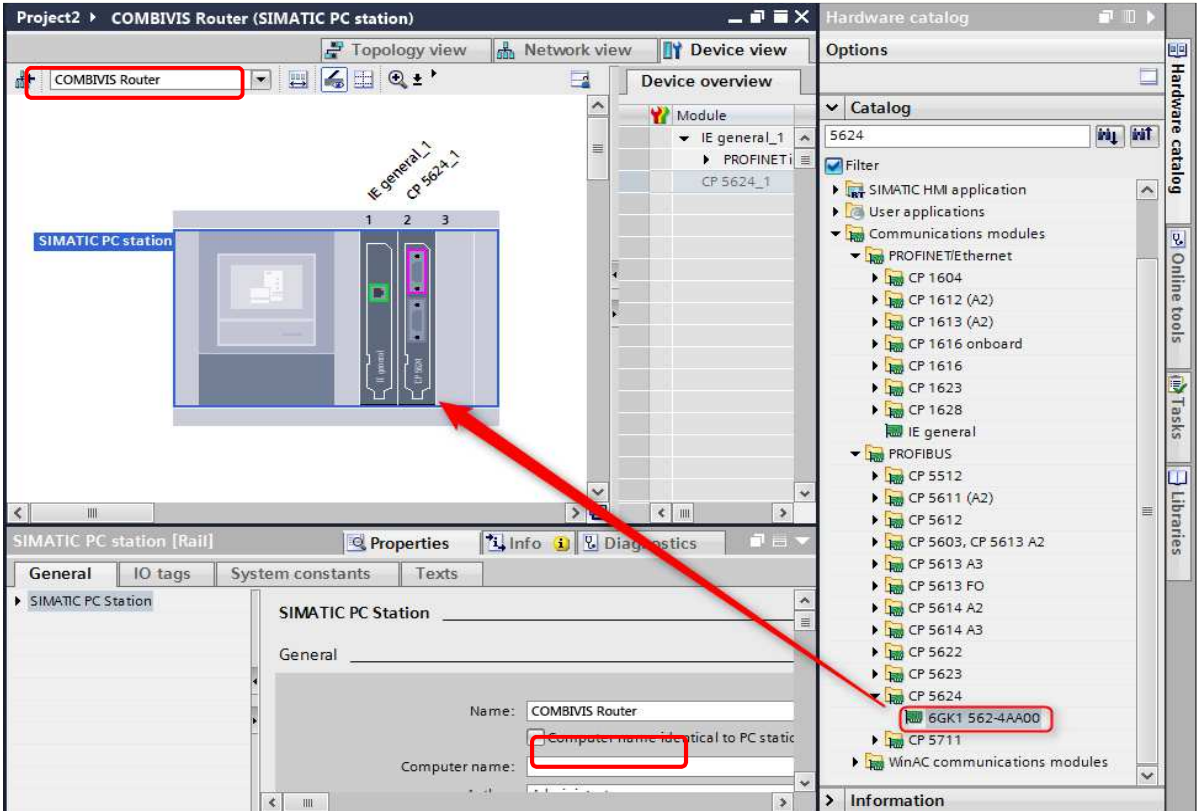 Project2 ▸ COMBIVIS Router (SIMATIC PC station)
Topology view
Network view
Device view
COMBIVIS Router
IE general_1
CP 5624_1
1 2 3
SIMATIC PC station
IE general
CP 5624
Device overview
Module
IE general_1
PROFINET i
CP 5624_1
SIMATIC PC station [Rail]
Properties
Info
Diagnostics
General
IO tags
System constants
Texts
SIMATIC PC Station
SIMATIC PC Station
General
Name: COMBIVIS Router
Computer name identical to PC static
Computer name:
Hardware catalog
Options
Catalog
5624
Filter
SIMATIC HMI application
User applications
Communications modules
PROFINET/Ethernet
CP 1604
CP 1612 (A2)
CP 1613 (A2)
CP 1616 onboard
CP 1616
CP 1623
CP 1628
IE general
PROFIBUS
CP 5512
CP 5611 (A2)
CP 5612
CP 5603, CP 5613 A2
CP 5613 A3
CP 5613 FO
CP 5614 A2
CP 5614 A3
CP 5622
CP 5623
CP 5624
6GK1 562-4AA00
CP 5711
WinAC communications modules
Information
Hardware catalog
Online tools
Tasks
Libraries